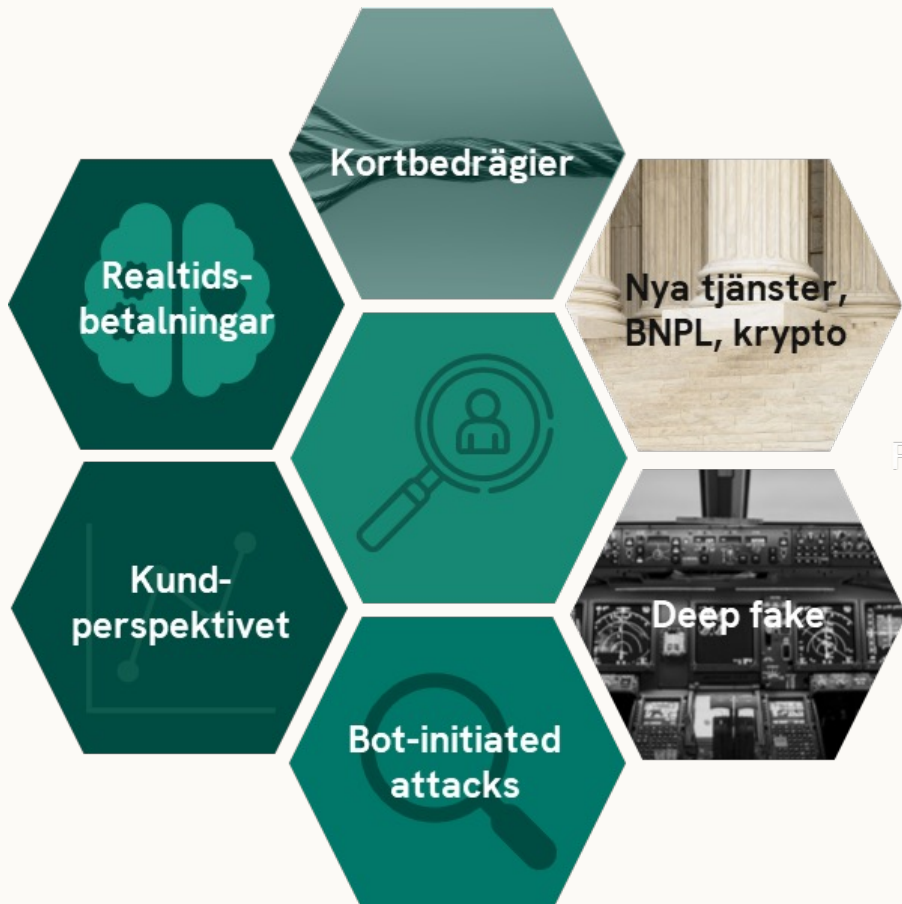 Kortbedrägier
Realtids-
betalningar
Nya tjänster,
BNPL, krypto
Kund-
perspektivet
Deep fake
Bot-initiated
attacks